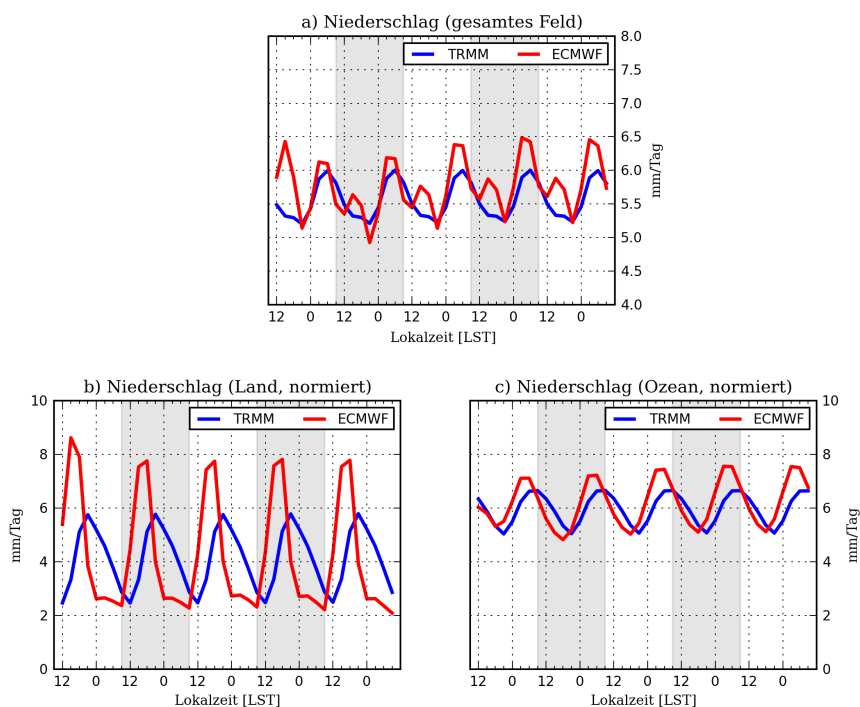 a) Niederschlag (gesamtes Feld)
TRMM ECMWF
8.0
7.5
7.0
6.5
6.0
5.5
5.0
4.5
4.0
mm/Tag
12 0 12 0 12 0 12 0 12 0
Lokalzeit [LST]
b) Niederschlag (Land, normiert)
TRMM ECMWF
10
8
6
4
2
0
mm/Tag
12 0 12 0 12 0 12 0 12 0
Lokalzeit [LST]
c) Niederschlag (Ozean, normiert)
TRMM ECMWF
10
8
6
4
2
0
mm/Tag
12 0 12 0 12 0 12 0 12 0
Lokalzeit [LST]